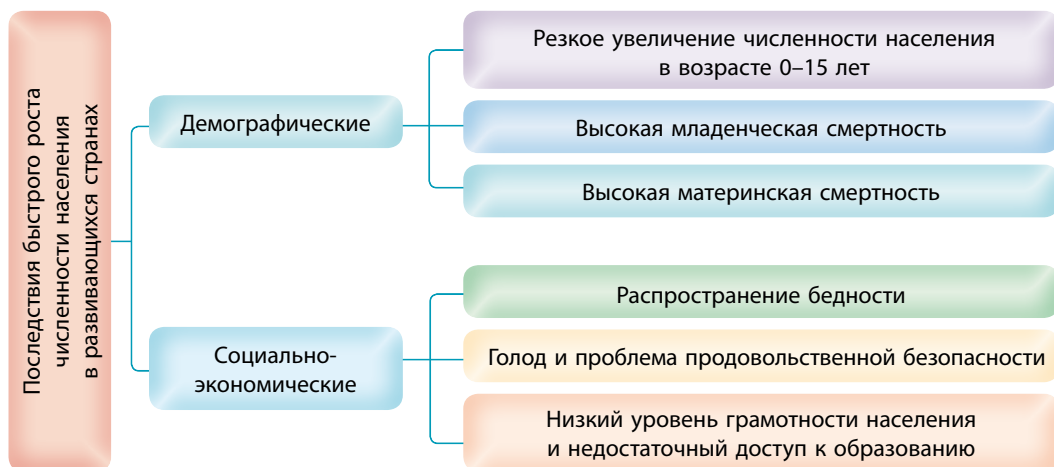 Последствия быстрого роста
численности населения
в развивающихся странах
Демографические
Резкое увеличение численности населения
в возрасте 0–15 лет
Высокая младенческая смертность
Высокая материнская смертность
Социально-
экономические
Распространение бедности
Голод и проблема продовольственной безопасности
Низкий уровень грамотности населения
и недостаточный доступ к образованию